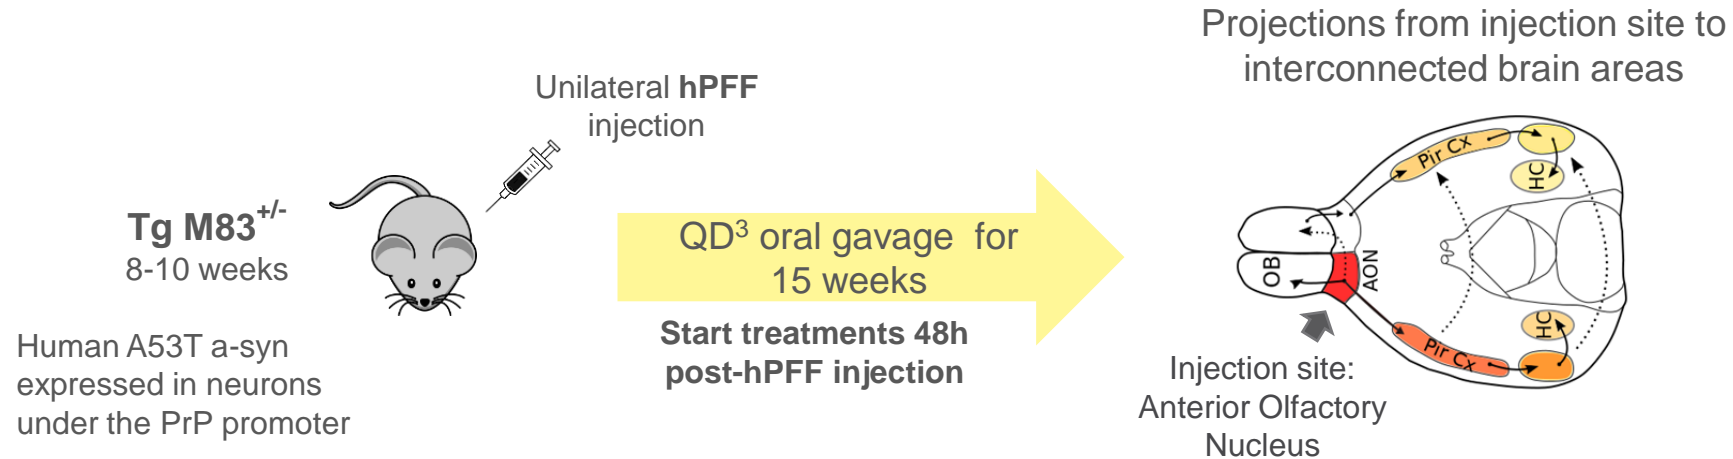 Projections from injection site to
interconnected brain areas
Unilateral hPFF
injection
Tg M83+/-
8-10 weeks
Human A53T a-syn
expressed in neurons
under the PrP promoter
QD³ oral gavage for
15 weeks
Start treatments 48h
post-hPFF injection
Pir Cx
HC
OB
AON
Pir Cx
HC
Injection site:
Anterior Olfactory
Nucleus